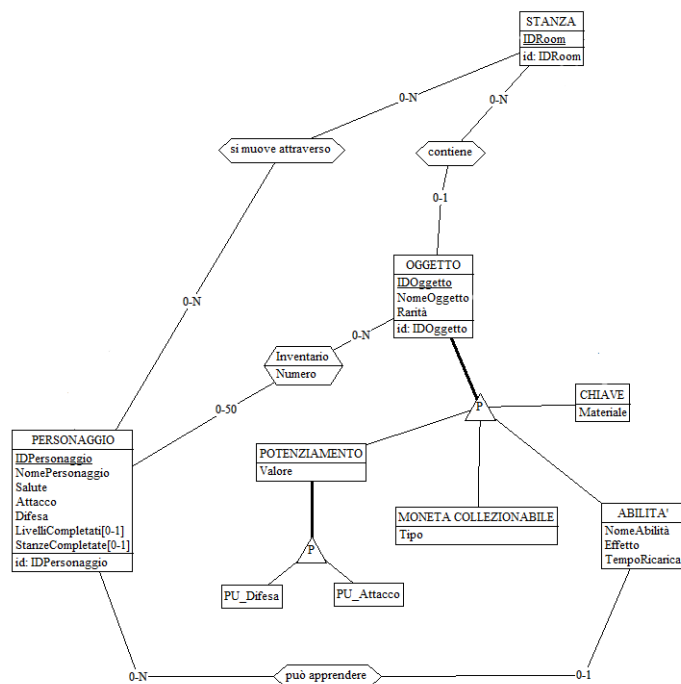 STANZA
IDRoom
id: IDRoom
0-N
0-N
si muove attraverso
contiene
0-1
OGGETTO
IDOggetto
NomeOggetto
Rarità
id: IDOggetto
0-N
0-N
Inventario
Numero
0-50
P
CHIAVE
Materiale
PERSONAGGIO
IDPersonaggio
NomePersonaggio
Salute
Attacco
Difesa
LivelliCompletati[0-1]
StanzeCompletate[0-1]
id: IDPersonaggio
POTENZIAMENTO
Valore
MONETA COLLEZIONABILE
Tipo
ABILITA'
NomeAbilità
Effetto
TempoRicarica
P
PU_Difesa
PU_Attacco
0-N
può apprendere
0-1